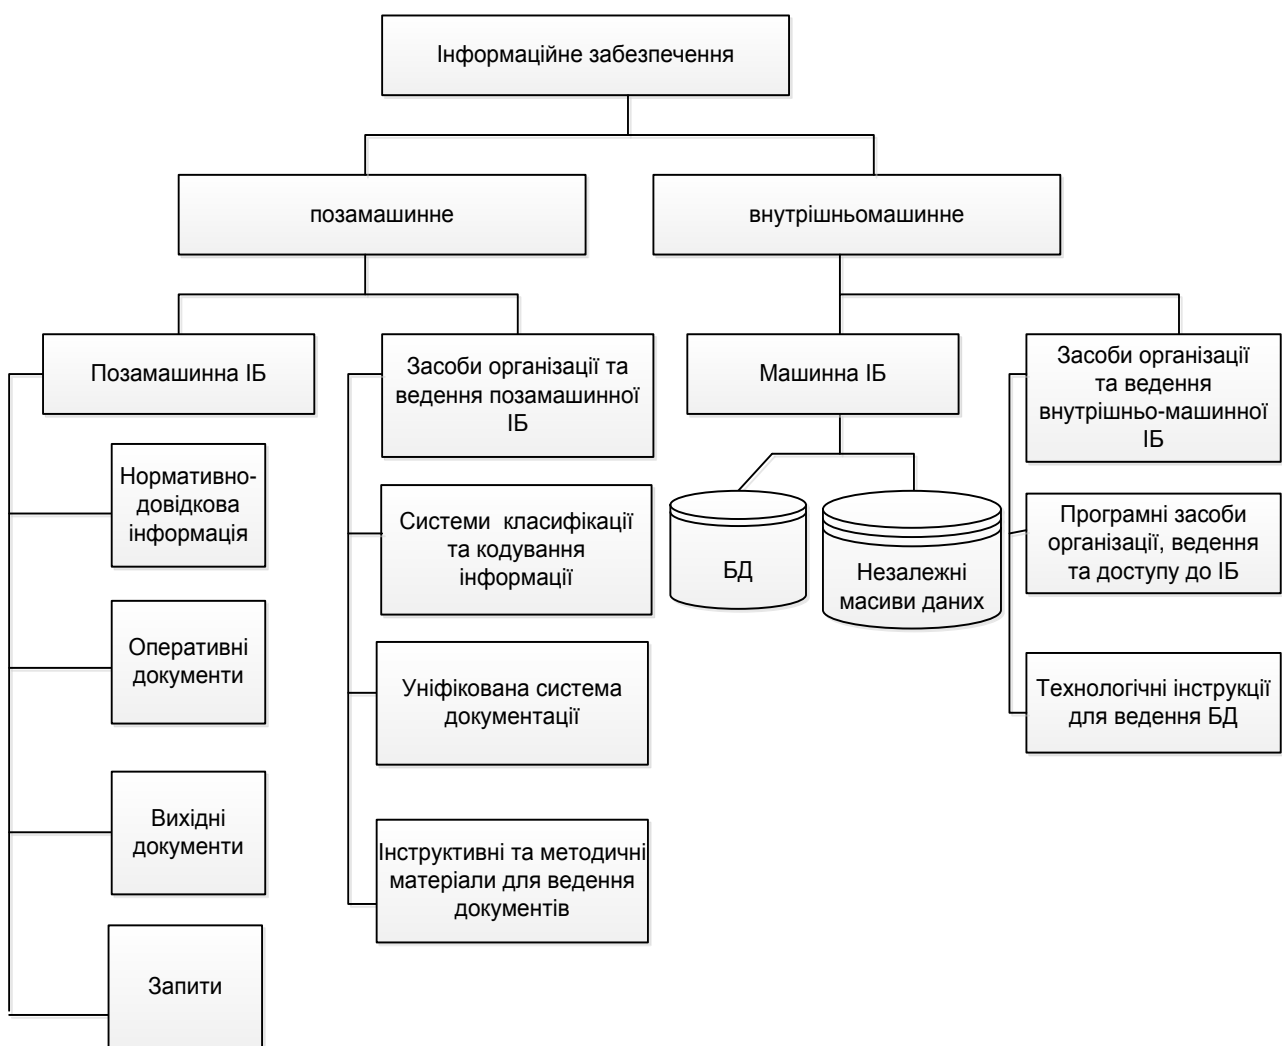 Інформаційне забезпечення
позамашинне
внутрішньомашинне
Позамашинна ІБ
Засоби організації та
ведення позамашинної
ІБ
Машинна ІБ
Засоби організації
та ведення
внутрішньо-машинної
ІБ
Нормативно-
довідкова
інформація
Системи класифікації
та кодування
інформації
БД
Незалежні
масиви даних
Програмні засоби
організації, ведення
та доступу до ІБ
Оперативні
документи
Уніфікована система
документації
Технологічні інструкції
для ведення БД
Вихідні
документи
Інструктивні та методичні
матеріали для ведення
документів
Запити